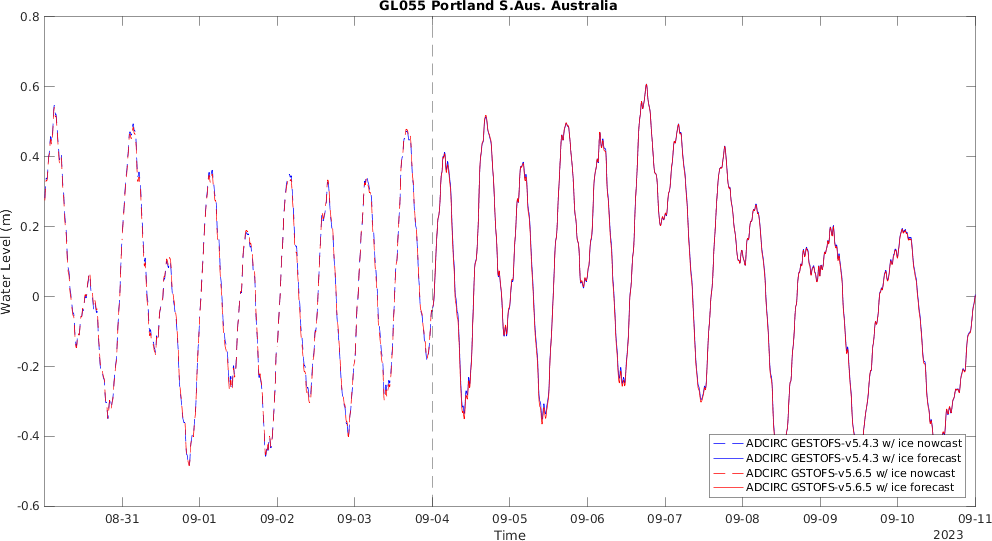 GL055 Portland S.Aus. Australia
Water Level (m)
0.8
0.6
0.4
0.2
0
-0.2
-0.4
-0.6
ADCIRC GESTOFS-v5.4.3 w/ ice nowcast
ADCIRC GESTOFS-v5.4.3 w/ ice forecast
ADCIRC GSTOFS-v5.6.5 w/ ice nowcast
ADCIRC GSTOFS-v5.6.5 w/ ice forecast
08-31 09-01 09-02 09-03 09-04 09-05 09-06 09-07 09-08 09-09 09-10 09-11
Time
2023